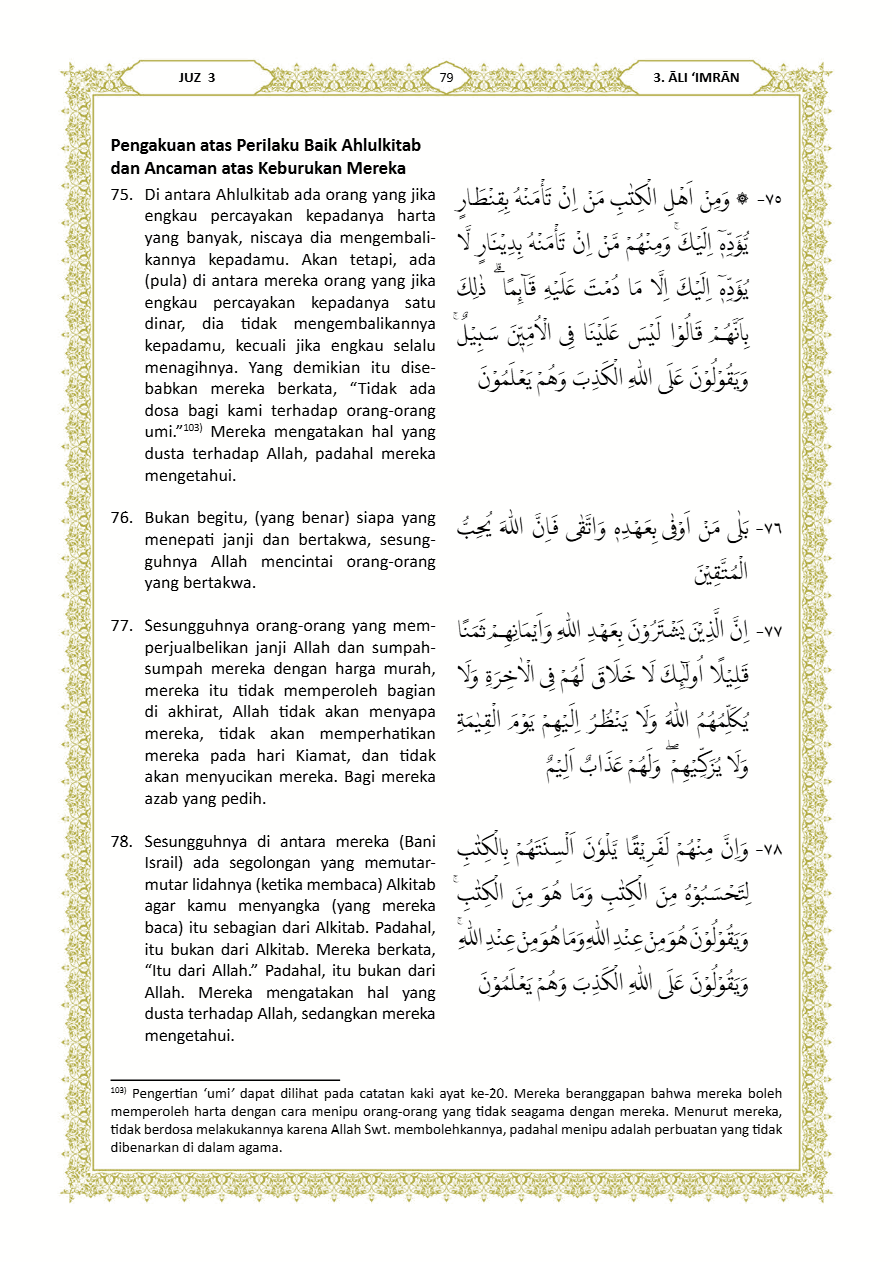 JUZ 3
79
3. ĀLI ‘IMRĀN
Pengakuan atas Perilaku Baik Ahlulkitab
dan Ancaman atas Keburukan Mereka
75. Di antara Ahlulkitab ada orang yang jika
engkau percayakan kepadanya harta
yang banyak, niscaya dia mengembali-
kannya kepadamu. Akan tetapi, ada
(pula) di antara mereka orang yang jika
engkau percayakan kepadanya satu
dinar, dia tidak mengembalikannya
kepadamu, kecuali jika engkau selalu
menagihnya. Yang demikian itu dise-
babkan mereka berkata, “Tidak ada
dosa bagi kami terhadap orang-orang
umi.”103) Mereka mengatakan hal yang
dusta terhadap Allah, padahal mereka
mengetahui.
٧٥- ۞ وَمِنْ اَهْلِ الْكِتٰبِ مَنْ اِنْ تَأْمَنْهُ بِقِنْطَارٍ
يُّؤَدِّهٖٓ اِلَيْكَۚ وَمِنْهُمْ مَّنْ اِنْ تَأْمَنْهُ بِدِيْنَارٍ لَّا
يُؤَدِّهٖٓ اِلَيْكَ اِلَّا مَا دُمْتَ عَلَيْهِ قَاۤىِٕمًاۗ ذٰلِكَ
بِاَنَّهُمْ قَالُوْا لَيْسَ عَلَيْنَا فِى الْاُمِّيّٖنَ سَبِيْلٌۚ
وَيَقُوْلُوْنَ عَلَى اللّٰهِ الْكَذِبَ وَهُمْ يَعْلَمُوْنَ
76. Bukan begitu, (yang benar) siapa yang
menepati janji dan bertakwa, sesung-
guhnya Allah mencintai orang-orang
yang bertakwa.
٧٦- بَلٰى مَنْ اَوْفٰى بِعَهْدِهٖ وَاتَّقٰى فَاِنَّ اللّٰهَ يُحِبُّ
الْمُتَّقِيْنَ
77. Sesungguhnya orang-orang yang mem-
perjualbelikan janji Allah dan sumpah-
sumpah mereka dengan harga murah,
mereka itu tidak memperoleh bagian
di akhirat, Allah tidak akan menyapa
mereka, tidak akan memperhatikan
mereka pada hari Kiamat, dan tidak
akan menyucikan mereka. Bagi mereka
azab yang pedih.
٧٧- اِنَّ الَّذِيْنَ يَشْتَرُوْنَ بِعَهْدِ اللّٰهِ وَاَيْمَانِهِمْ ثَمَنًا
قَلِيْلًا اُولٰۤىِٕكَ لَا خَلَاقَ لَهُمْ فِى الْاٰخِرَةِ وَلَا
يُكَلِّمُهُمُ اللّٰهُ وَلَا يَنْظُرُ اِلَيْهِمْ يَوْمَ الْقِيٰمَةِ
وَلَا يُزَكِّيْهِمْۖ وَلَهُمْ عَذَابٌ اَلِيْمٌ
78. Sesungguhnya di antara mereka (Bani
Israil) ada segolongan yang memutar-
mutar lidahnya (ketika membaca) Alkitab
agar kamu menyangka (yang mereka
baca) itu sebagian dari Alkitab. Padahal,
itu bukan dari Alkitab. Mereka berkata,
“Itu dari Allah.” Padahal, itu bukan dari
Allah. Mereka mengatakan hal yang
dusta terhadap Allah, sedangkan mereka
mengetahui.
٧٨- وَاِنَّ مِنْهُمْ لَفَرِيْقًا يَّلْوٗنَ اَلْسِنَتَهُمْ بِالْكِتٰبِ
لِتَحْسَبُوْهُ مِنَ الْكِتٰبِ وَمَا هُوَ مِنَ الْكِتٰبِۚ
وَيَقُوْلُوْنَ هُوَ مِنْ عِنْدِ اللّٰهِ وَمَا هُوَ مِنْ عِنْدِ اللّٰهِۚ
وَيَقُوْلُوْنَ عَلَى اللّٰهِ الْكَذِبَ وَهُمْ يَعْلَمُوْنَ
103) Pengertian ‘umi’ dapat dilihat pada catatan kaki ayat ke-20. Mereka beranggapan bahwa mereka boleh
memperoleh harta dengan cara menipu orang-orang yang tidak seagama dengan mereka. Menurut mereka,
tidak berdosa melakukannya karena Allah Swt. membolehkannya, padahal menipu adalah perbuatan yang tidak
dibenarkan di dalam agama.